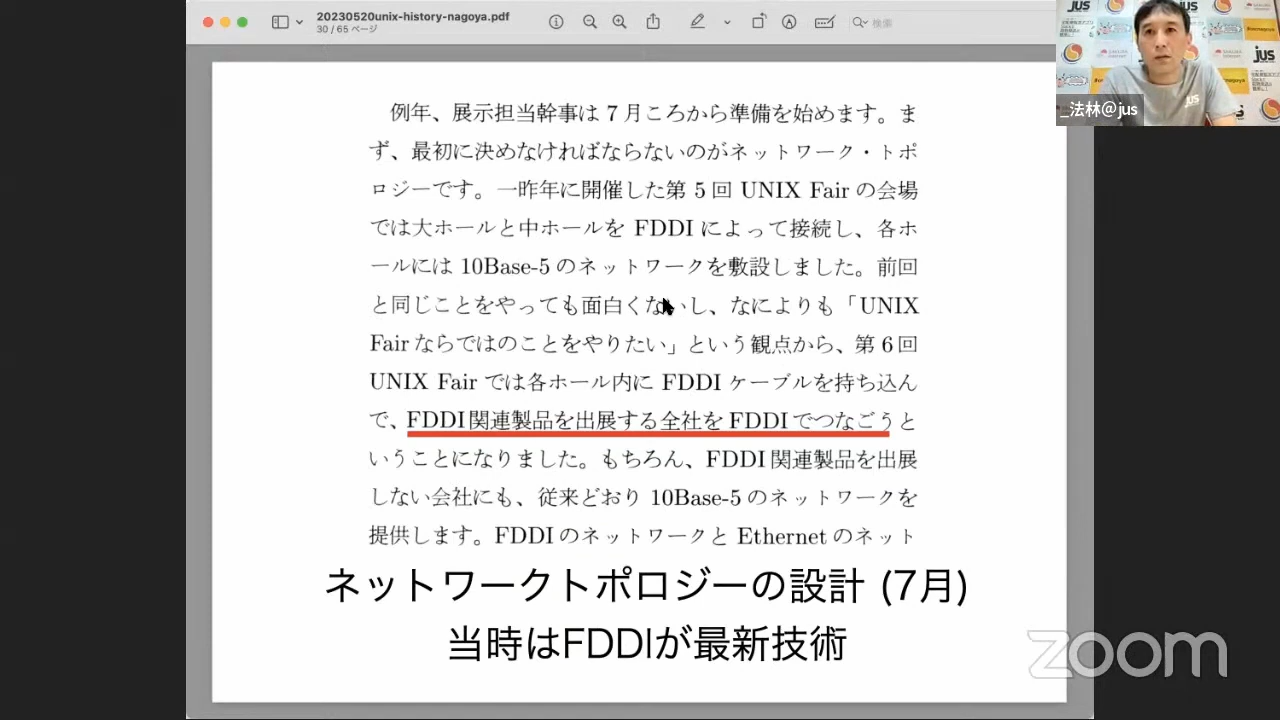 20230520unix-history-nagoya.pdf
30 / 65 ページ
検索
例年、展示担当幹事は 7 月ころから準備を始めます。ま
ず、最初に決めなければならないのがネットワーク・トポ
ロジーです。一昨年に開催した第 5 回 UNIX Fair の会場
では大ホールと中ホールを FDDI によって接続し、各ホ
ールには 10Base-5 のネットワークを敷設しました。前回
と同じことをやっても面白くないし、なによりも「UNIX
Fair ならではのことをやりたい」という観点から、第 6 回
UNIX Fair では各ホール内に FDDI ケーブルを持ち込ん
で、FDDI 関連製品を出展する全社を FDDI でつなごうと
いうことになりました。もちろん、FDDI 関連製品を出展
しない会社にも、従来どおり 10Base-5 のネットワークを
提供します。FDDI のネットワークと Ethernet のネット
ネットワークトポロジーの設計 (7月)
当時はFDDIが最新技術
jus
jus
jus
jus
_法林@jus
zoom